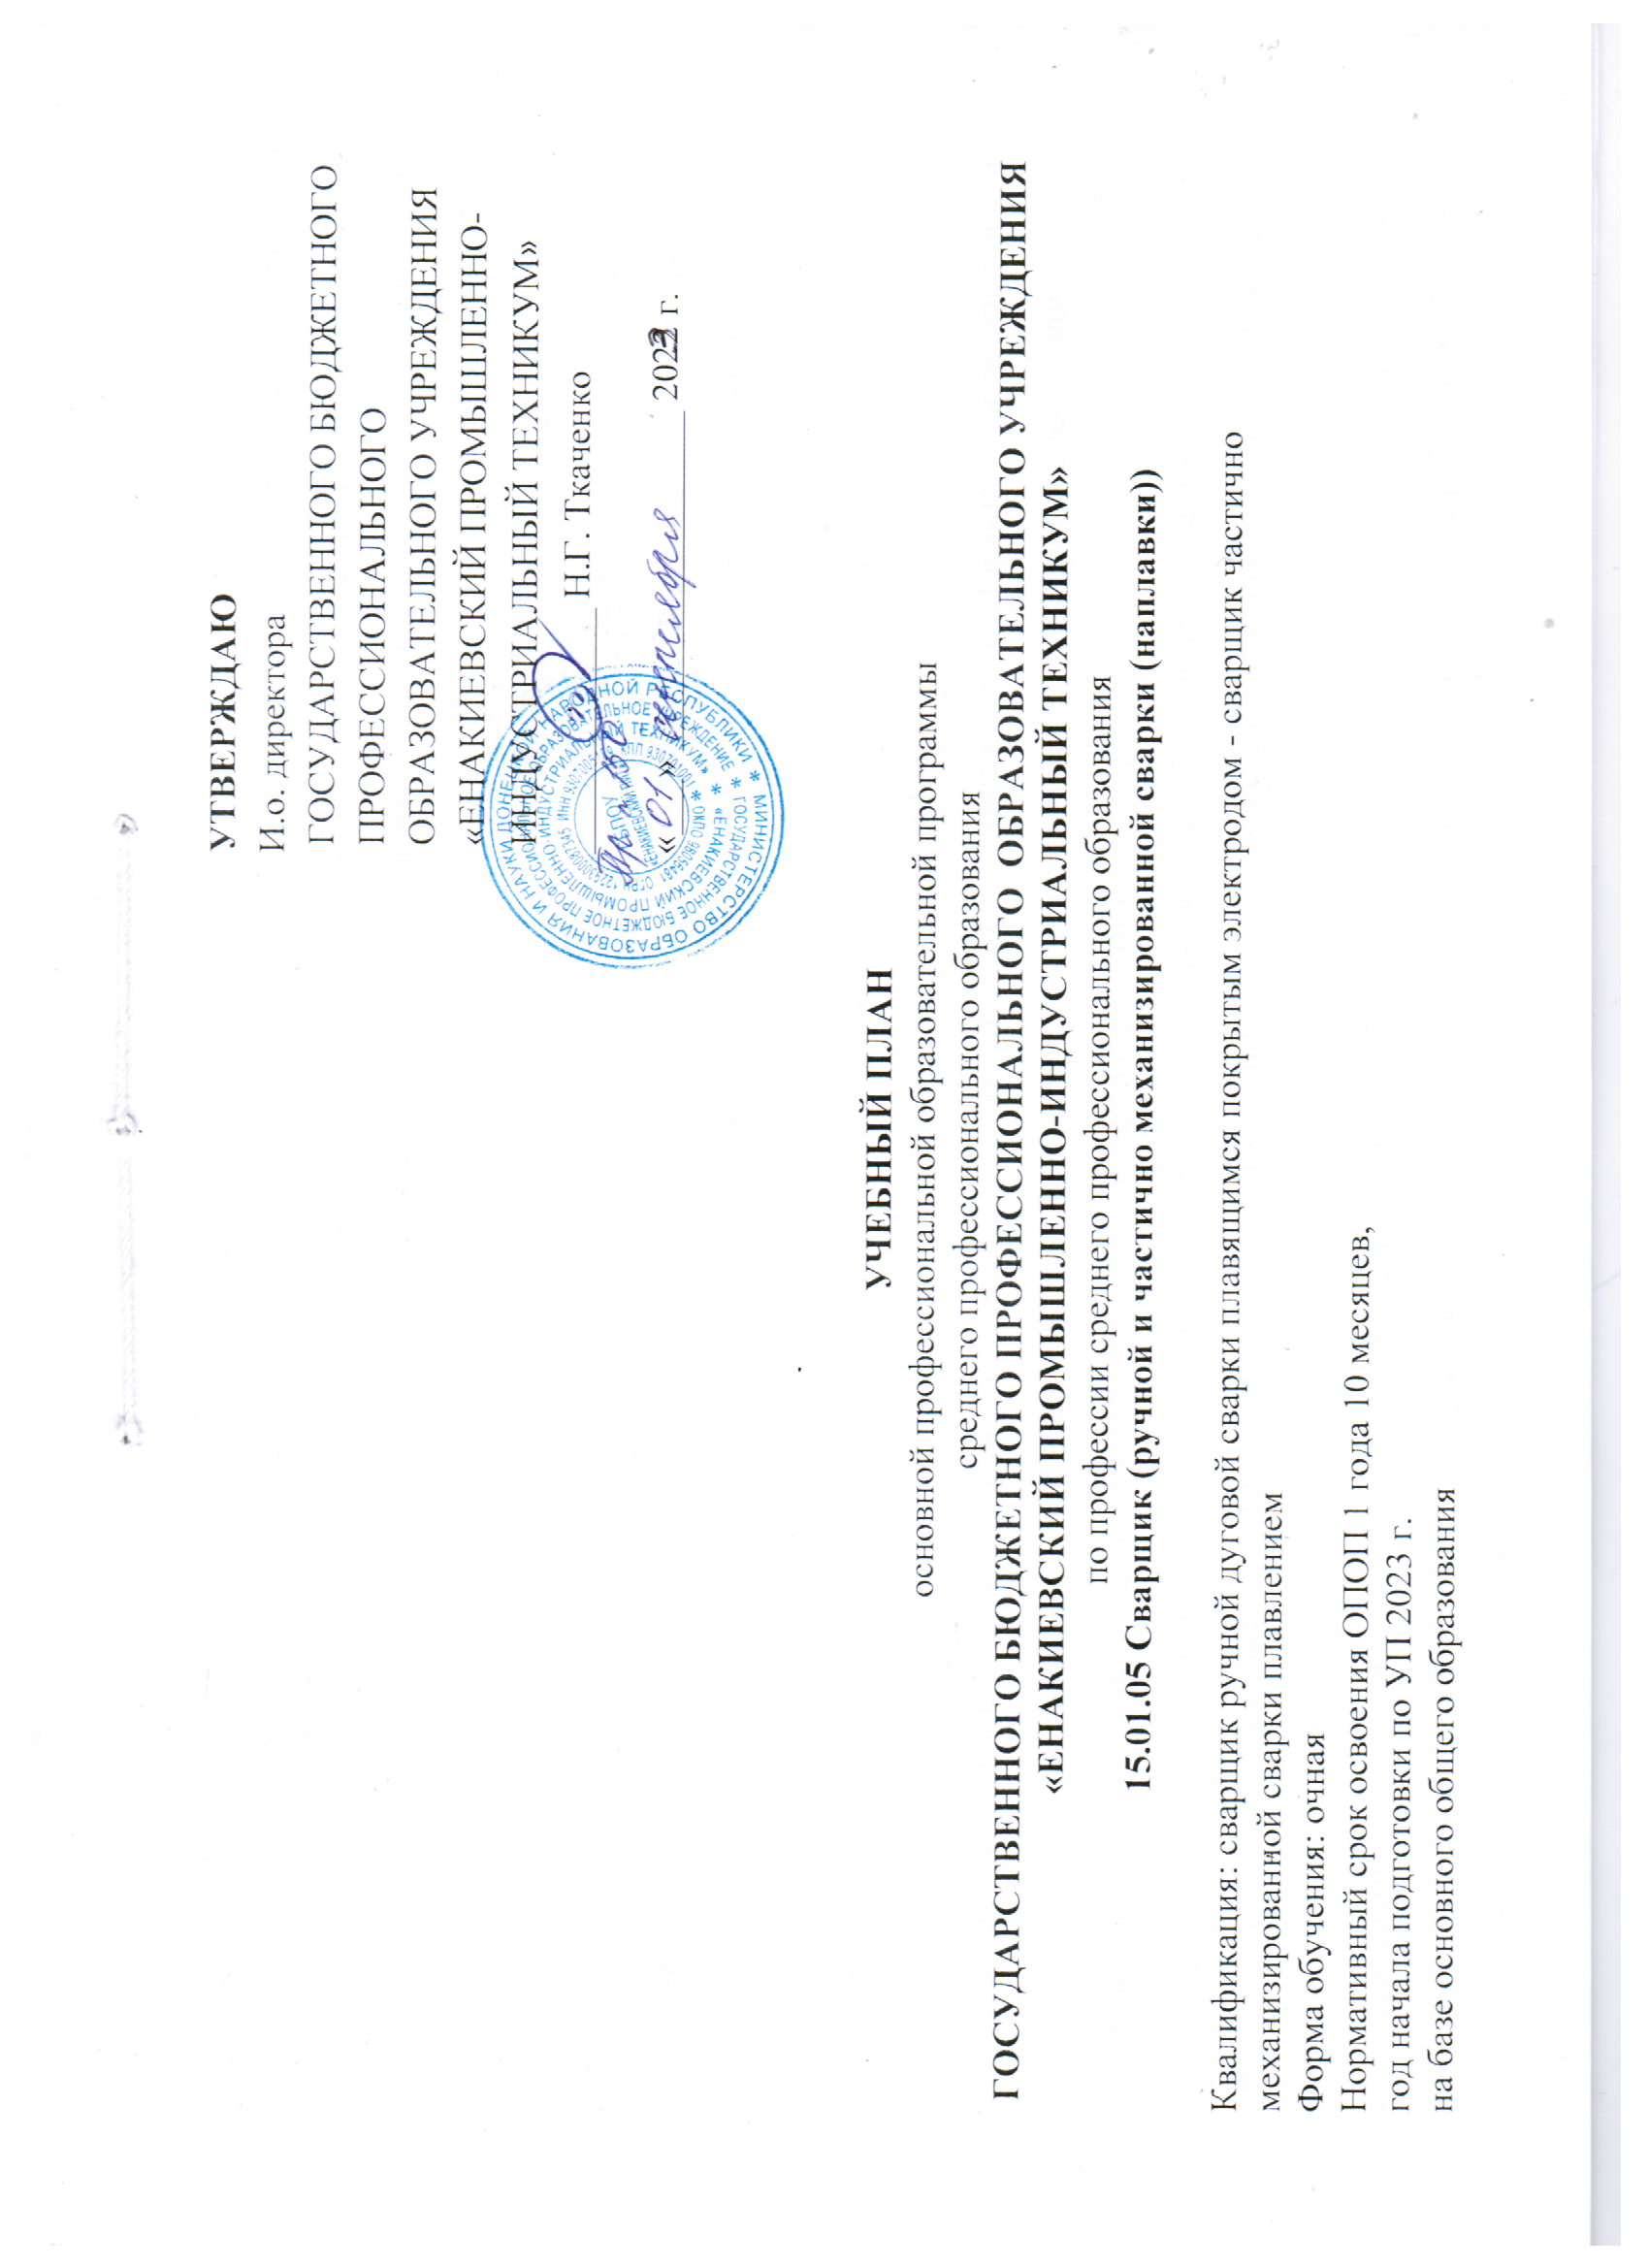 УТВЕРЖДАЮ
И.о. директора
ГОСУДАРСТВЕННОГО БЮДЖЕТНОГО
ПРОФЕССИОНАЛЬНОГО
ОБРАЗОВАТЕЛЬНОГО УЧРЕЖДЕНИЯ
«ЕНАКИЕВСКИЙ ПРОМЫШЛЕННО-
ИНДУСТРИАЛЬНЫЙ ТЕХНИКУМ»
Н.Г. Ткаченко
«01» сентября 2023 г.
УЧЕБНЫЙ ПЛАН
основной профессиональной образовательной программы
среднего профессионального образования
ГОСУДАРСТВЕННОГО БЮДЖЕТНОГО ПРОФЕССИОНАЛЬНОГО ОБРАЗОВАТЕЛЬНОГО УЧРЕЖДЕНИЯ
«ЕНАКИЕВСКИЙ ПРОМЫШЛЕННО-ИНДУСТРИАЛЬНЫЙ ТЕХНИКУМ»
по профессии среднего профессионального образования
15.01.05 Сварщик (ручной и частично механизированной сварки (наплавки))
Квалификация: сварщик ручной дуговой сварки плавящимся покрытым электродом - сварщик частично
механизированной сварки плавлением
Форма обучения: очная
Нормативный срок освоения ОПОП 1 года 10 месяцев,
год начала подготовки по УП 2023 г.
на базе основного общего образования